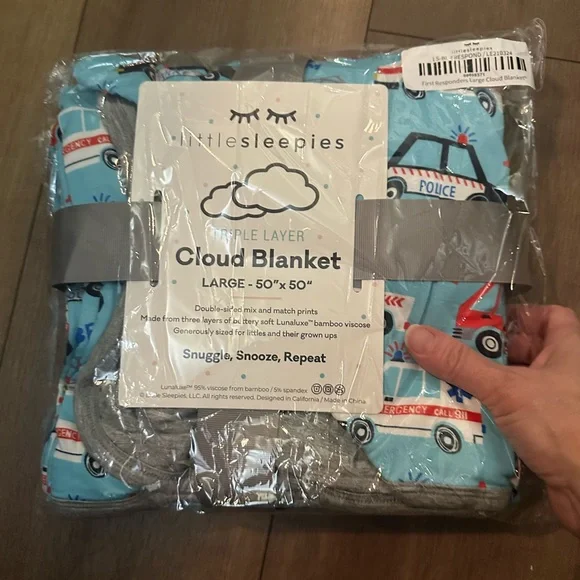 littlesleepies
First Responders Large Cloud Blanket
POLICE
littlesleepies
TRIPLE LAYER
Cloud Blanket
LARGE - 50" x 50"
Double-sided mix and match prints
Made from three layers of buttery soft Lunaluxe™ bamboo viscose
Generously sized for littles and their grown ups
Snuggle, Snooze, Repeat
Lunaluxe™ 95% viscose from bamboo / 5% spandex
© Little Sleepies, LLC. All rights reserved. Designed in California / Made in China.
EMERGENCY CALL 911